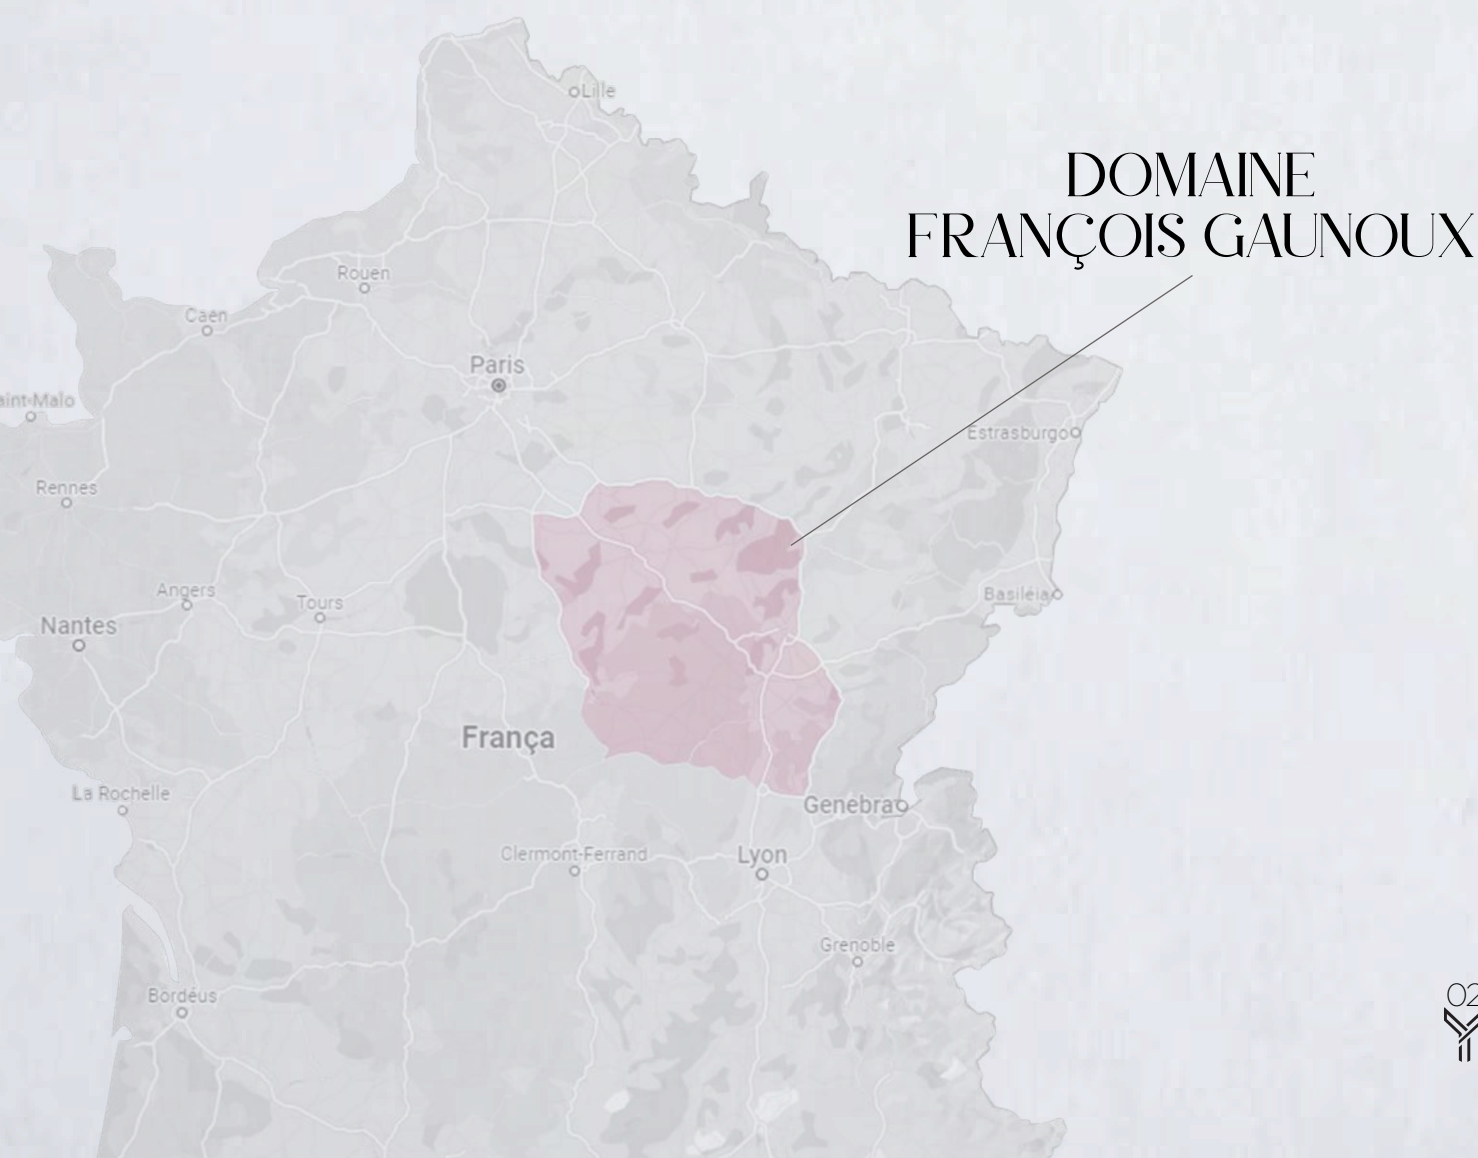 Lille
DOMAINE
FRANÇOIS GAUNOUX
Rouen
Caen
Paris
aint-Malo
Estrasburgo
Rennes
Angers
Tours
Basiléia
Nantes
França
La Rochelle
Genebra
Clermont-Ferrand
Lyon
Grenoble
Bordéus
02